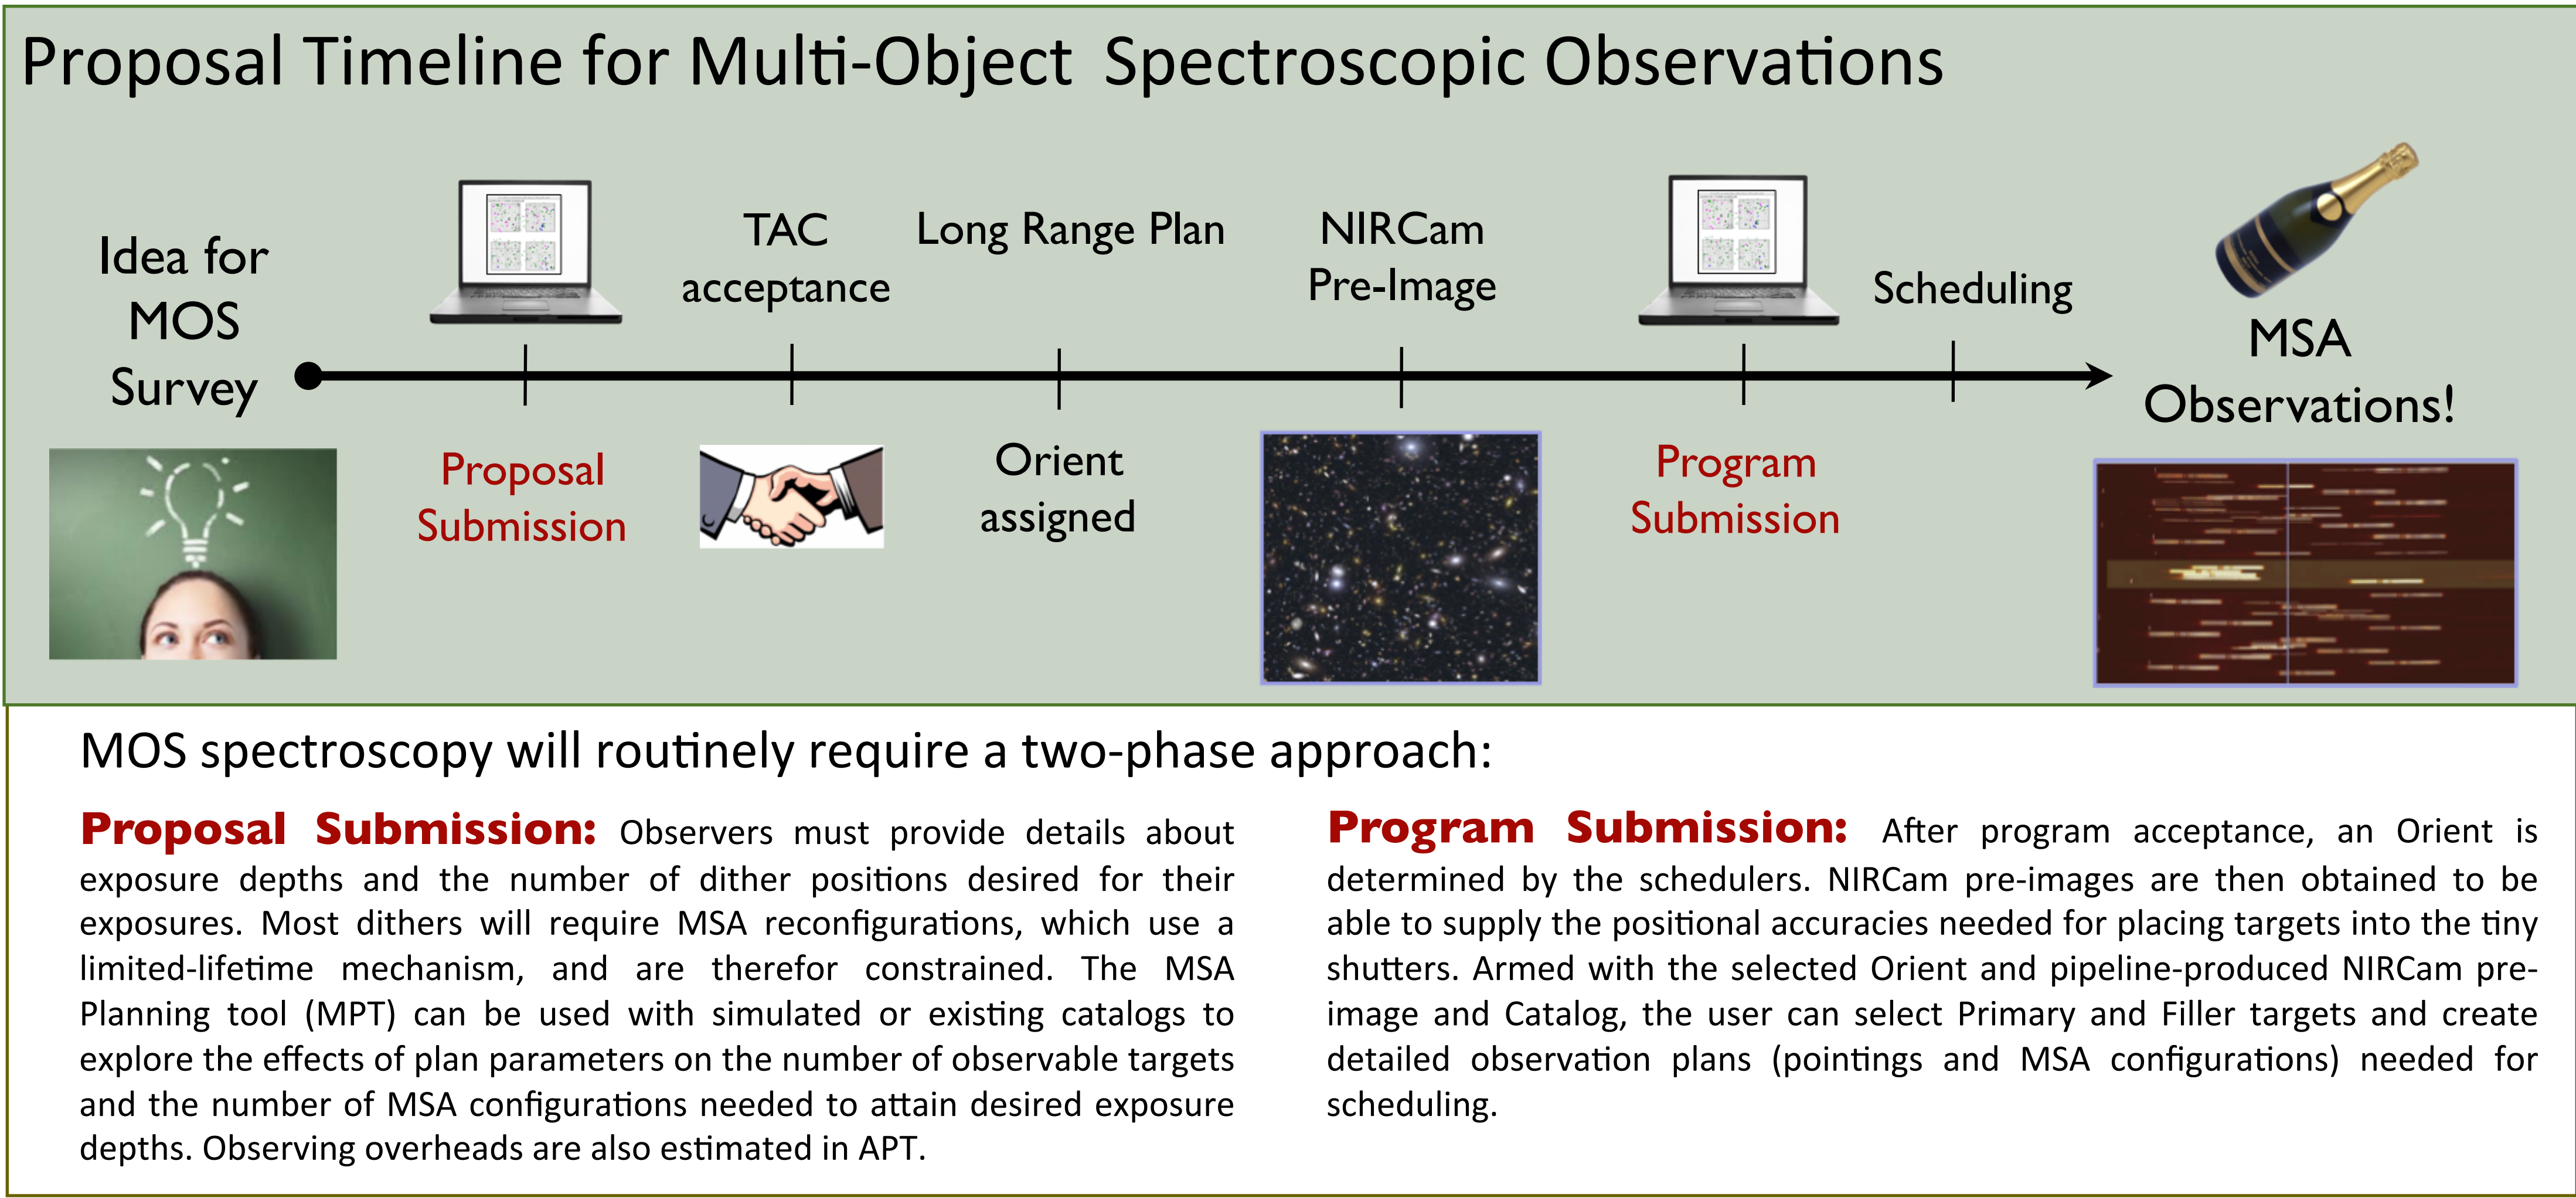 Proposal Timeline for Multi-Object Spectroscopic Observations
Idea for
MOS
Survey
TAC
acceptance
Long Range Plan
NIRCam
Pre-Image
Scheduling
MSA
Observations!
Proposal
Submission
Orient
assigned
Program
Submission
MOS spectroscopy will routinely require a two-phase approach:
Proposal Submission: Observers must provide details about
exposure depths and the number of dither positions desired for their
exposures. Most dithers will require MSA reconfigurations, which use a
limited-lifetime mechanism, and are therefor constrained. The MSA
Planning tool (MPT) can be used with simulated or existing catalogs to
explore the effects of plan parameters on the number of observable targets
and the number of MSA configurations needed to attain desired exposure
depths. Observing overheads are also estimated in APT.
Program Submission: After program acceptance, an Orient is
determined by the schedulers. NIRCam pre-images are then obtained to be
able to supply the positional accuracies needed for placing targets into the tiny
shutters. Armed with the selected Orient and pipeline-produced NIRCam pre-
image and Catalog, the user can select Primary and Filler targets and create
detailed observation plans (pointings and MSA configurations) needed for
scheduling.